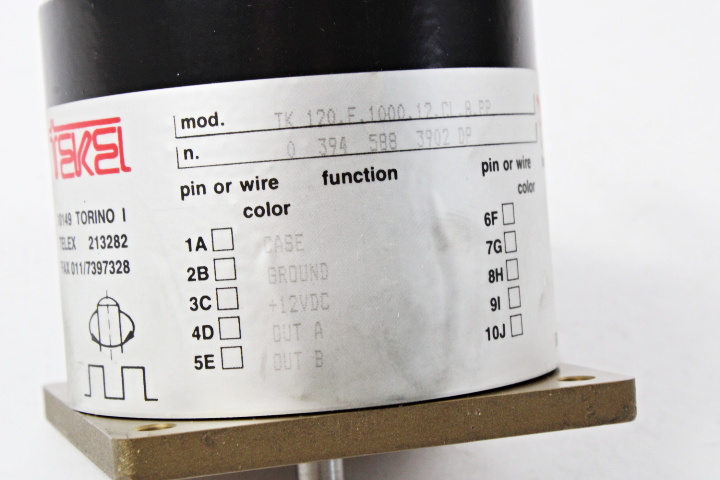 TEKEL
mod. TK 120.F.1000.12.CL.8.PP
n. 0 394 588 3902 DP
pin or wire color
function
pin or wire color
10149 TORINO I
TELEX 213282
FAX 011/7397328
1A CASE
2B GROUND
3C +12VDC
4D OUT A
5E OUT B
6F
7G
8H
9I
10J